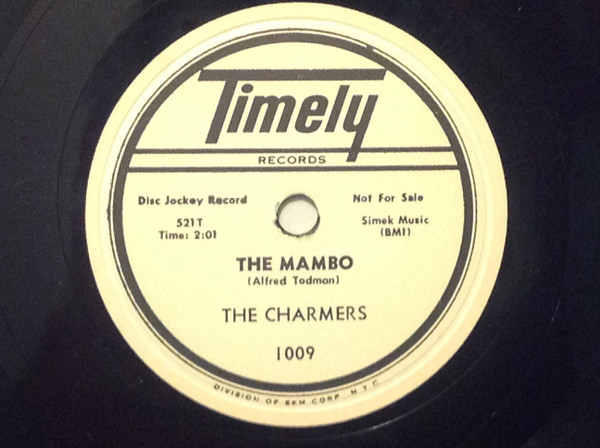 Timely
RECORDS
Disc Jockey Record
Not For Sale
521T
Simek Music
Time: 2:01
(BMI)
THE MAMBO
(Alfred Todman)
THE CHARMERS
1009
DIVISION OF CORP. N Y C